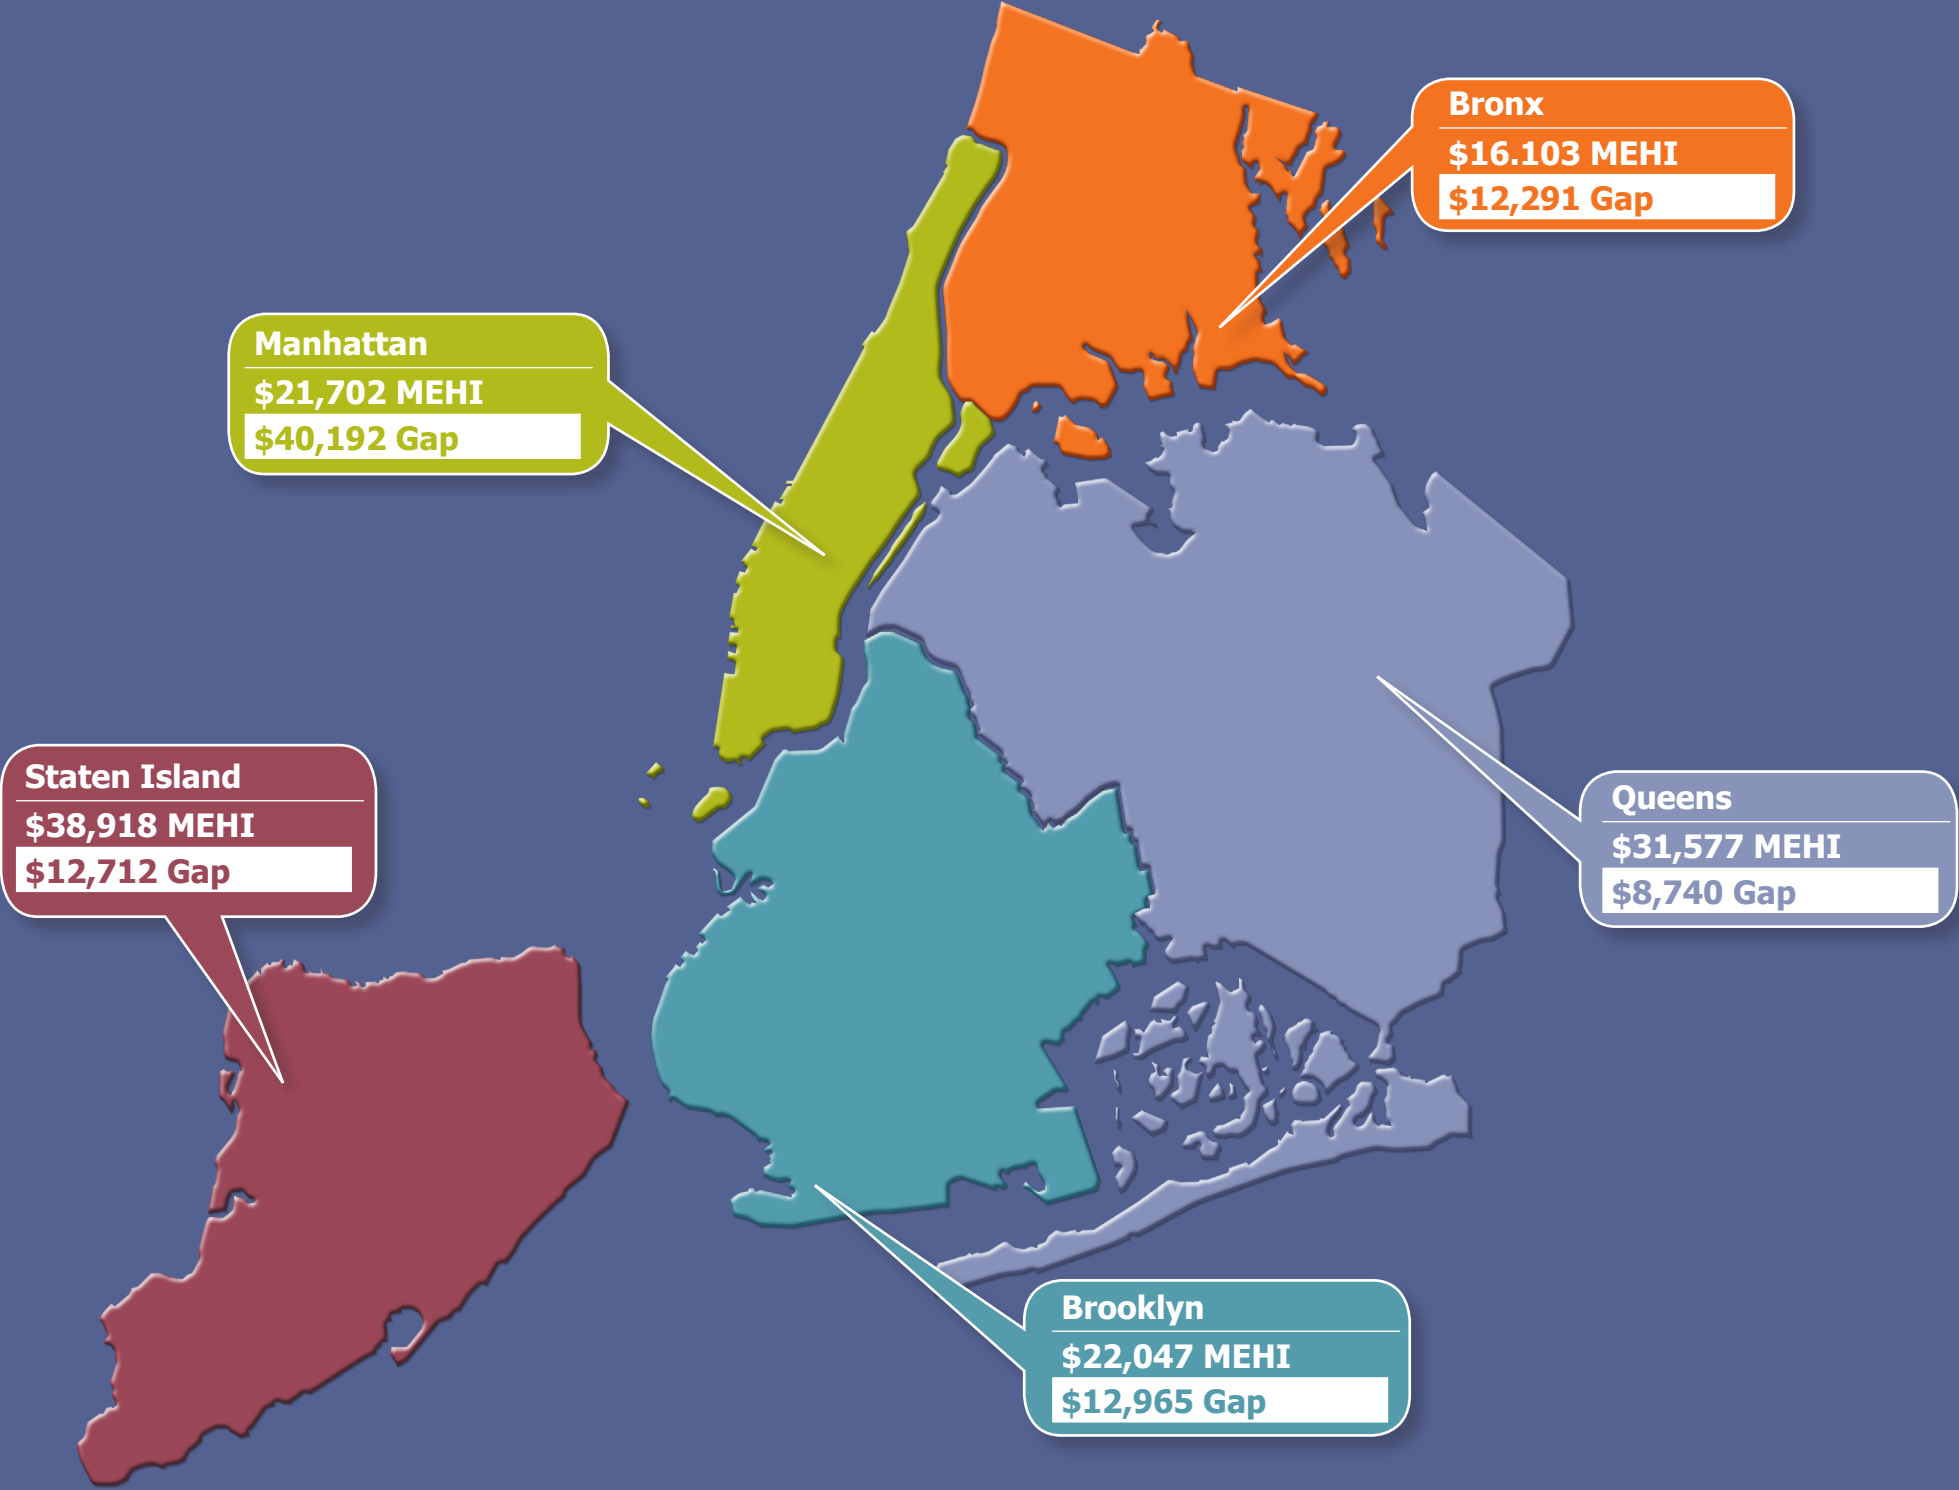 Bronx
$16.103 MEHI
$12,291 Gap
Manhattan
$21,702 MEHI
$40,192 Gap
Staten Island
$38,918 MEHI
$12,712 Gap
Queens
$31,577 MEHI
$8,740 Gap
Brooklyn
$22,047 MEHI
$12,965 Gap